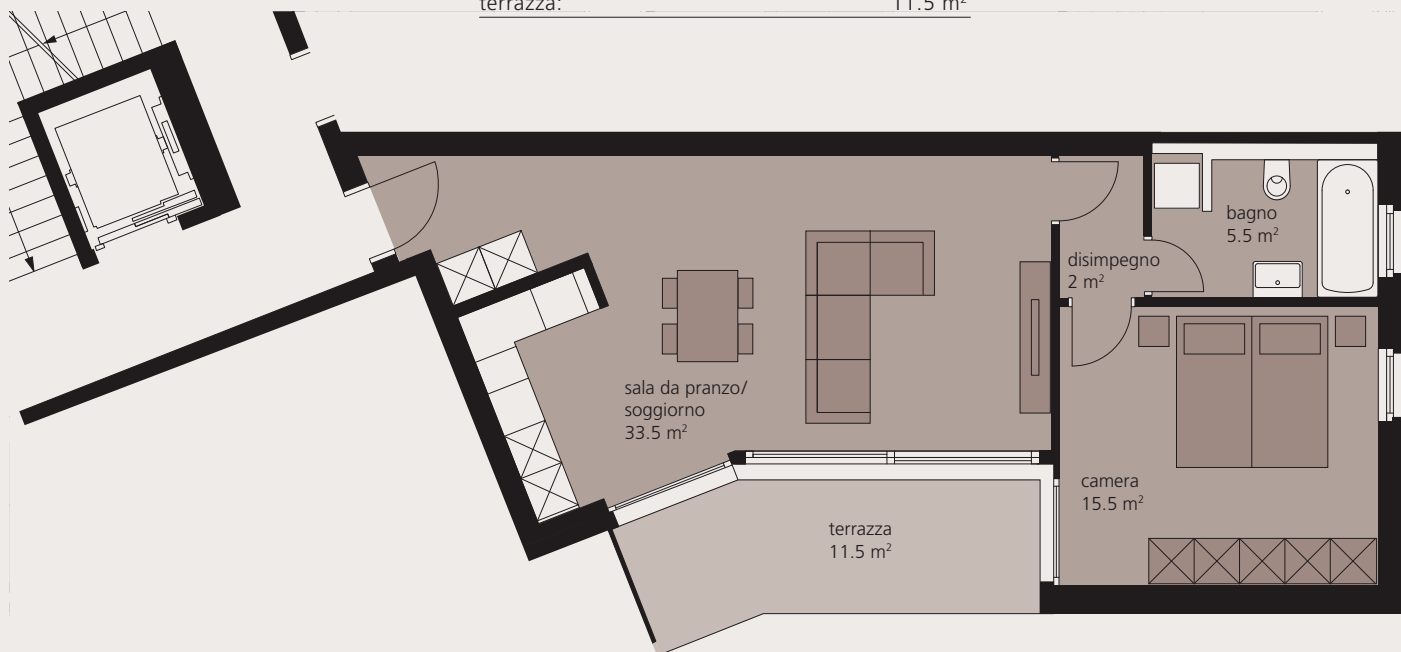 terrazza: 11.5 m²
bagno
5.5 m²
disimpegno
2 m²
sala da pranzo/
soggiorno
33.5 m²
camera
15.5 m²
terrazza
11.5 m²